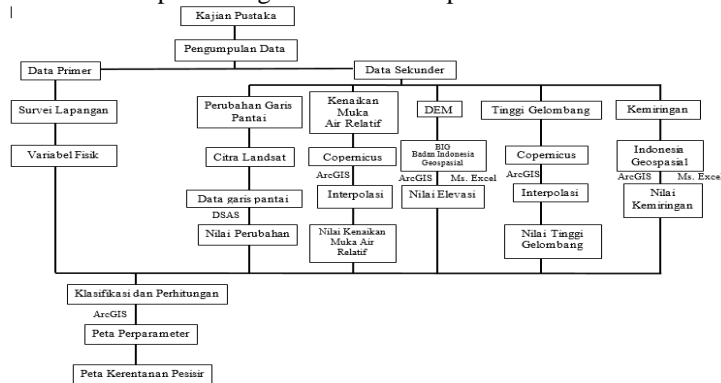 Kajian Pustaka
Pengumpulan Data
Data Primer
Data Sekunder
Survei Lapangan
Variabel Fisik
Perubahan Garis
Pantai
Citra Landsat
Data garis pantai
DSAS
Nilai Perubahan
Kenaikan
Muka
Air Relatif
Copernicus
ArcGIS
Interpolasi
Nilai Kenaikan
Muka Air
Relatif
DEM
BIG
Badan Indonesia
Geospasial
ArcGIS Ms. Excel
Nilai Elevasi
Tinggi Gelombang
Copernicus
ArcGIS
Interpolasi
Nilai Tinggi
Gelombang
Kemiringan
Indonesia
Geospasial
ArcGIS Ms. Excel
Nilai
Kemiringan
Klasifikasi dan Perhitungan
ArcGIS
Peta Perparameter
Peta Kerentanan Pesisir